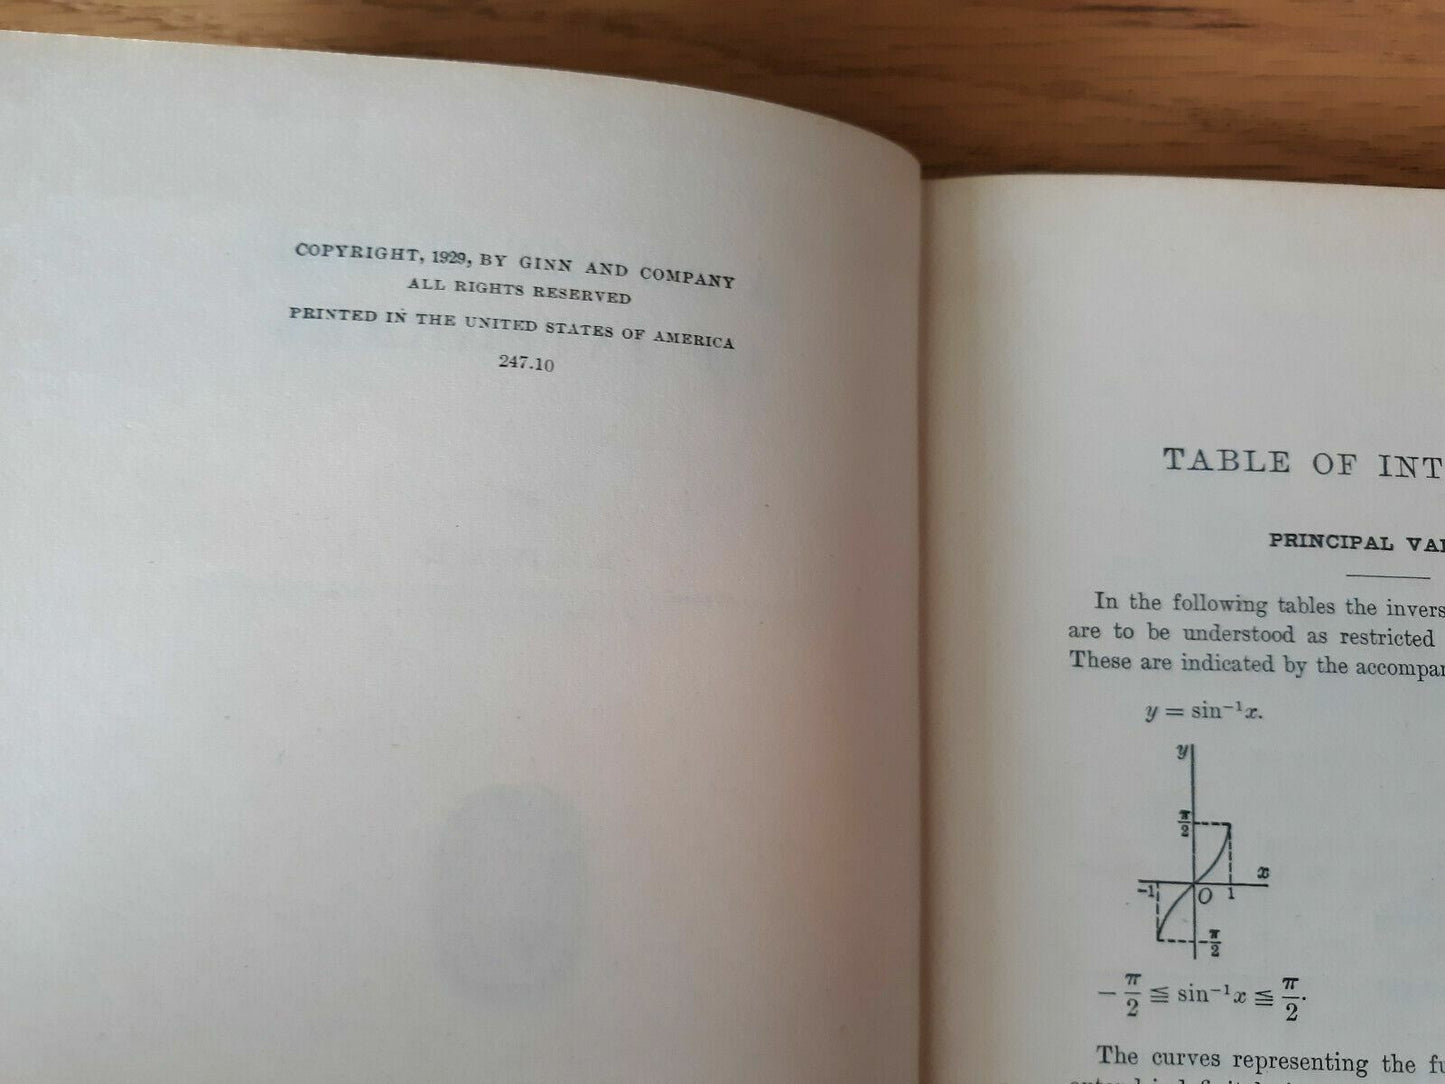 COPYRIGHT, 1929, BY GINN AND COMPANY
ALL RIGHTS RESERVED
PRINTED IN THE UNITED STATES OF AMERICA
247.10
TABLE OF INT
PRINCIPAL VAL
In the following tables the invers
are to be understood as restricted
These are indicated by the accompan
y = sin⁻¹x.
y
π/2
x
-1 O 1
-π/2
- π/2 ≦ sin⁻¹x ≦ π/2.
The curves representing the fu